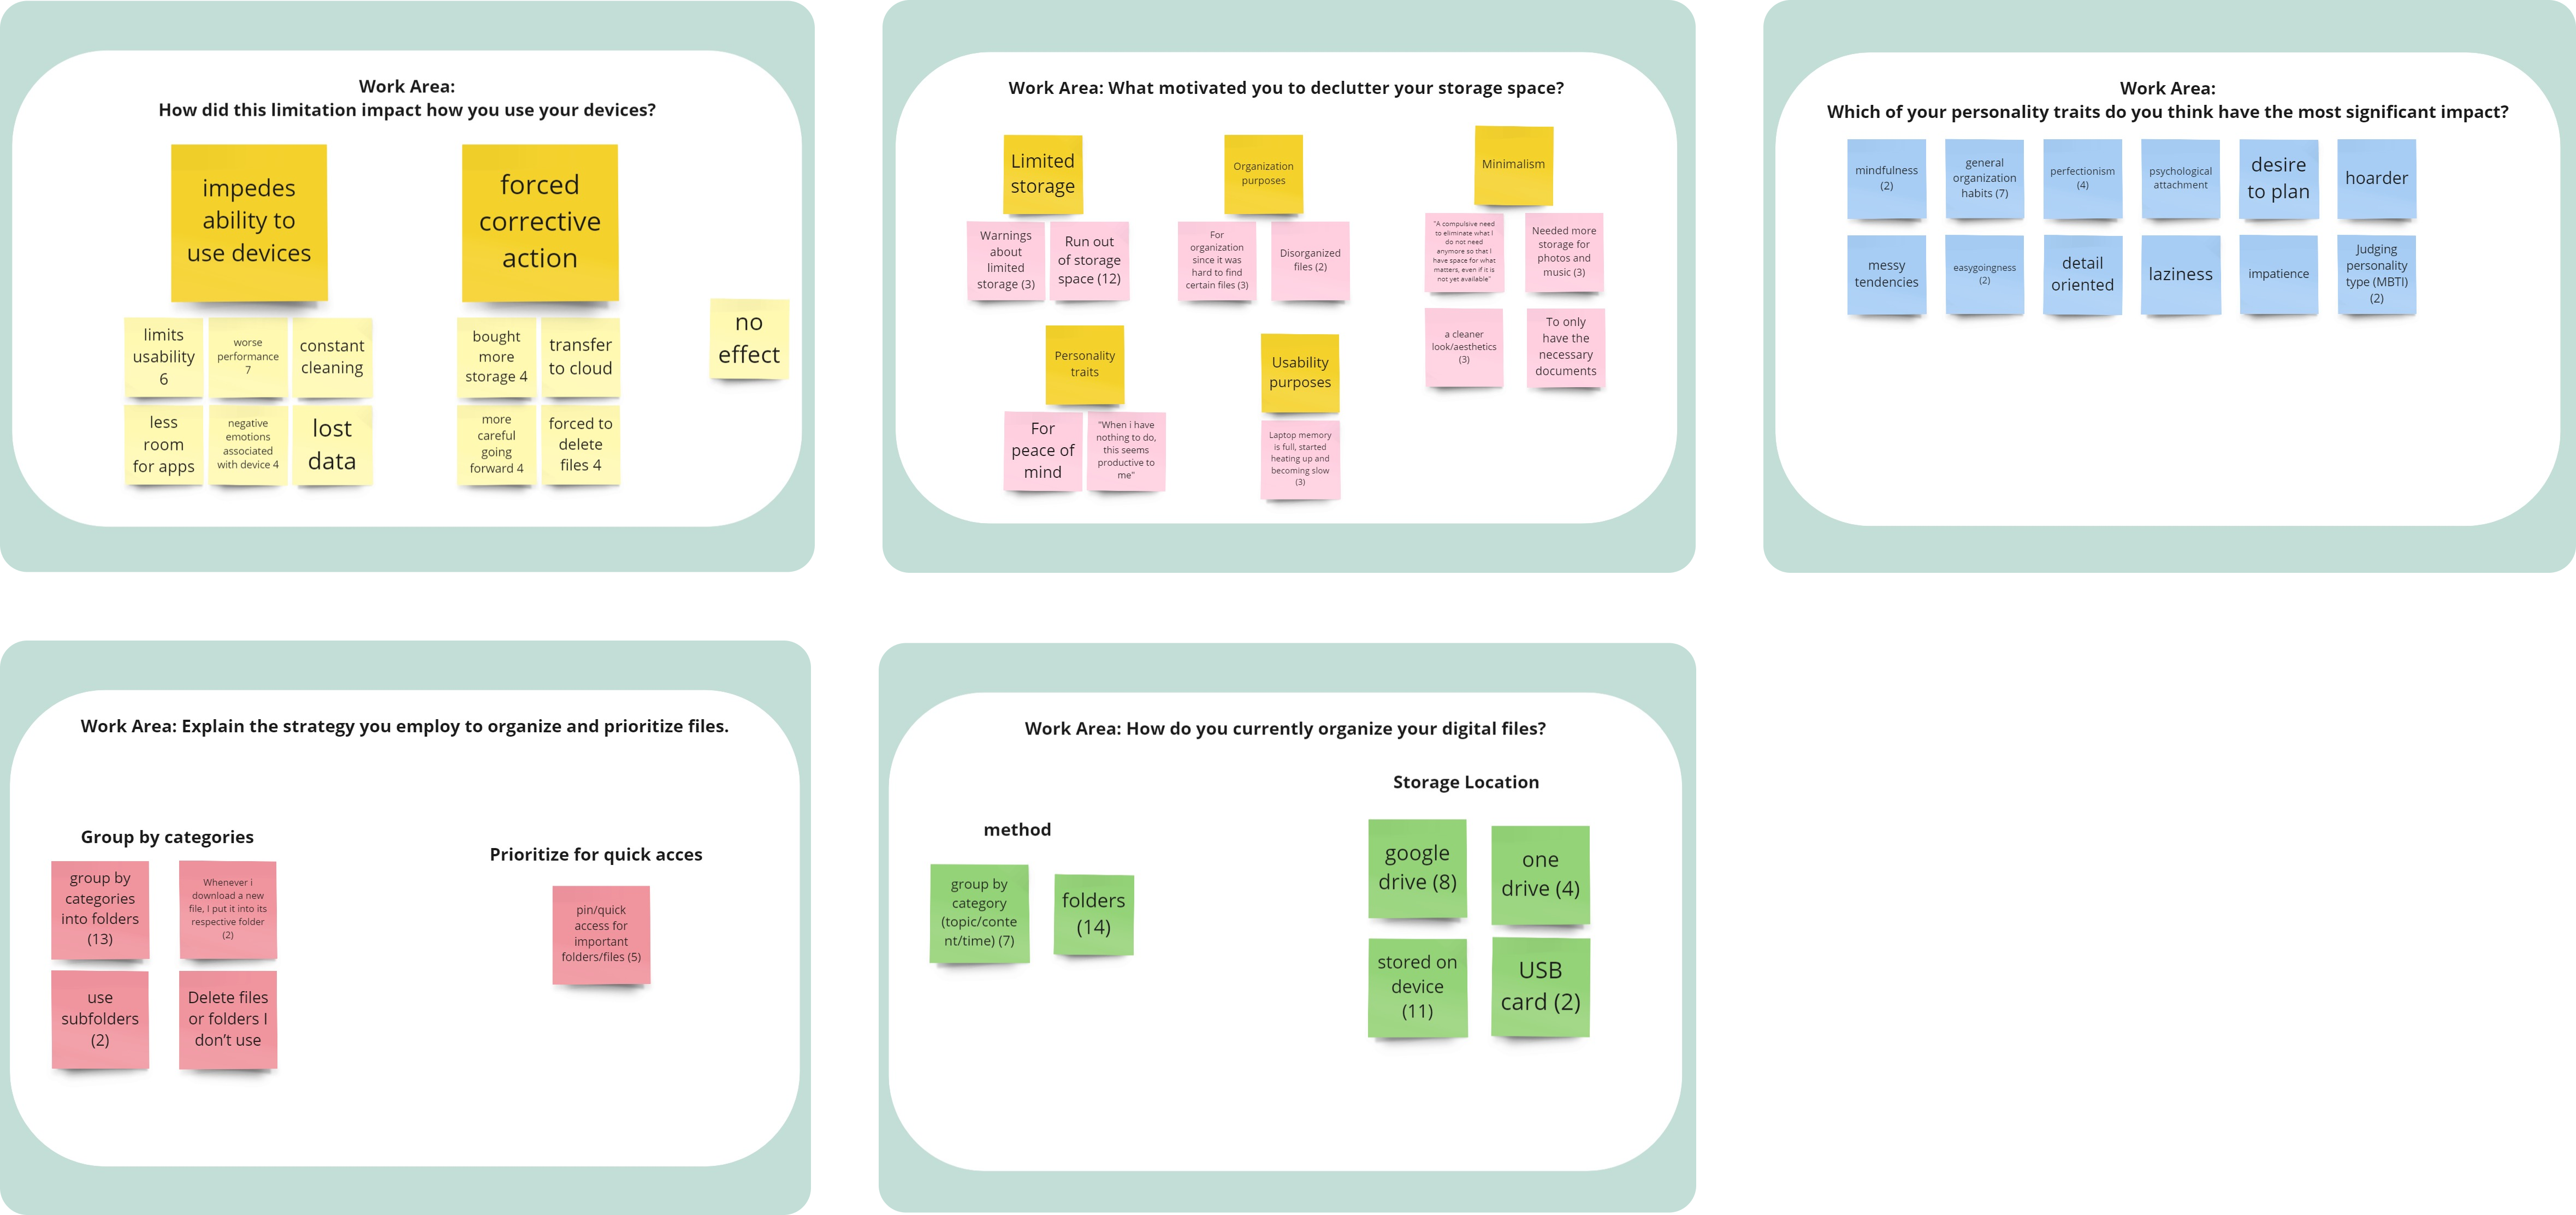 Work Area:
How did this limitation impact how you use your devices?
impedes
ability to
use devices
forced
corrective
action
limits
usability
6
worse
performance
7
constant
cleaning
less
room
for apps
negative
emotions
associated
with device 4
lost
data
bought
more
storage 4
transfer
to cloud
more
careful
going
forward 4
forced to
delete
files 4
no
effect
Work Area: What motivated you to declutter your storage space?
Limited
storage
Warnings
about
limited
storage (3)
Run out
of storage
space (12)
Organization
purposes
For
organization
since it was
hard to find
certain files (3)
Disorganized
files (2)
Minimalism
"A compulsive need
to eliminate what I
do not need
anymore so that I
have space for what
matters, even if it is
not yet available"
Needed more
storage for
photos and
music (3)
a cleaner
look/aesthetics
(3)
To only
have the
necessary
documents
Personality
traits
For
peace of
mind
"When i have
nothing to do,
this seems
productive to
me"
Usability
purposes
Laptop memory
is full, started
heating up and
becoming slow
(3)
Work Area:
Which of your personality traits do you think have the most significant impact?
mindfulness
(2)
general
organization
habits (7)
perfectionism
(4)
psychological
attachment
desire
to plan
hoarder
messy
tendencies
easygoingness
(2)
detail
oriented
laziness
impatience
Judging
personality
type (MBTI)
(2)
Work Area: Explain the strategy you employ to organize and prioritize files.
Group by categories
group by
categories
into folders
(13)
Whenever i
download a new
file, I put it into its
respective folder
(2)
use
subfolders
(2)
Delete files
or folders I
don't use
Prioritize for quick acces
pin/quick
access for
important
folders/files (5)
Work Area: How do you currently organize your digital files?
method
group by
category
(topic/conte
nt/time) (7)
folders
(14)
Storage Location
google
drive (8)
one
drive (4)
stored on
device
(11)
USB
card (2)